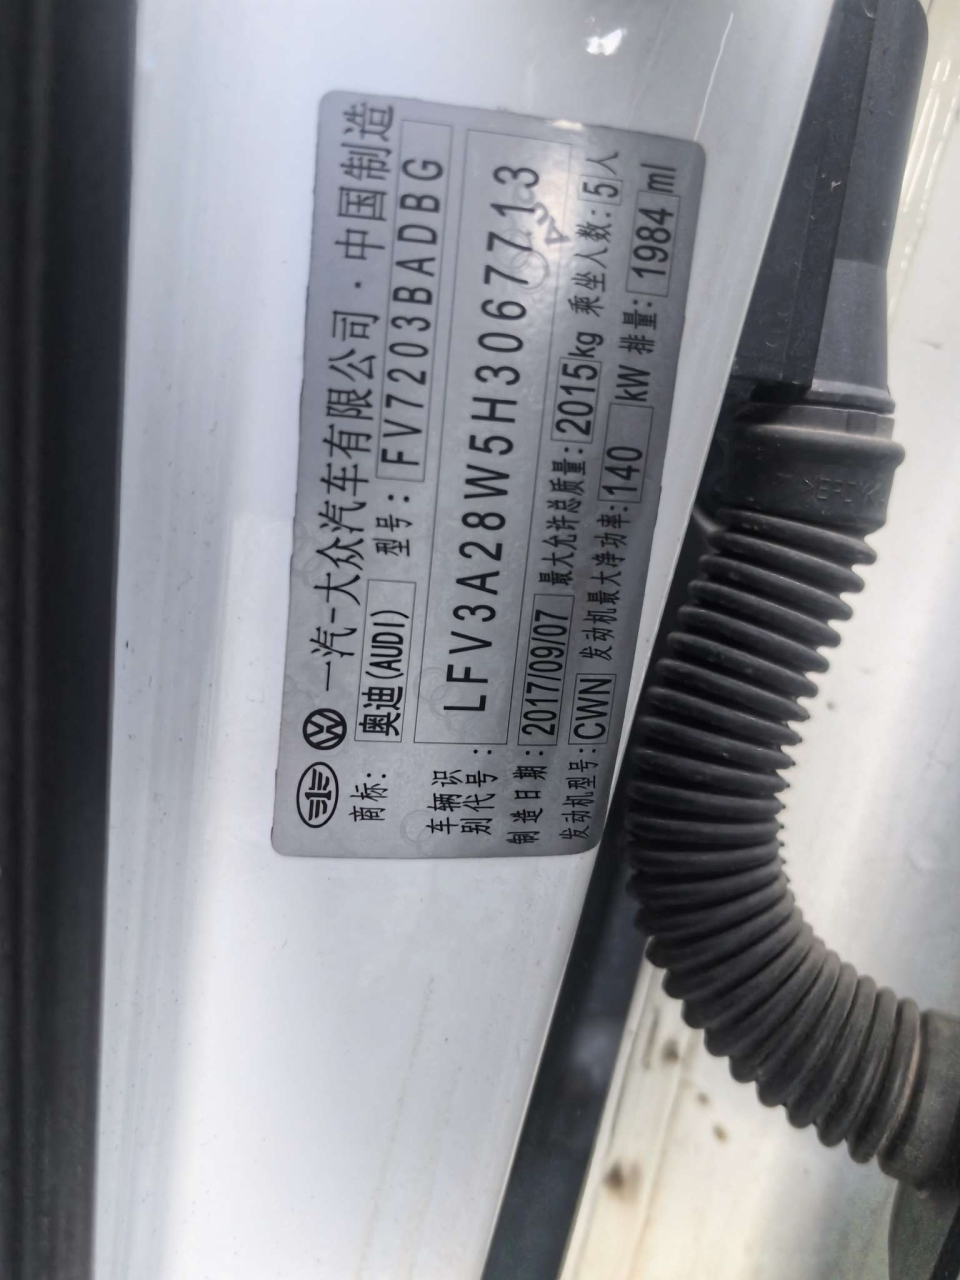 一汽-大众汽车有限公司·中国制造
商标: 奥迪(AUDI) 型号: FV7203BADBG
车辆识别代号: LFV3A28W5H3067713
制造日期: 2017/09/07 最大允许总质量: 2015kg 乘坐人数: 5人
发动机型号: CWN 发动机最大净功率: 140 kW 排量: 1984 ml